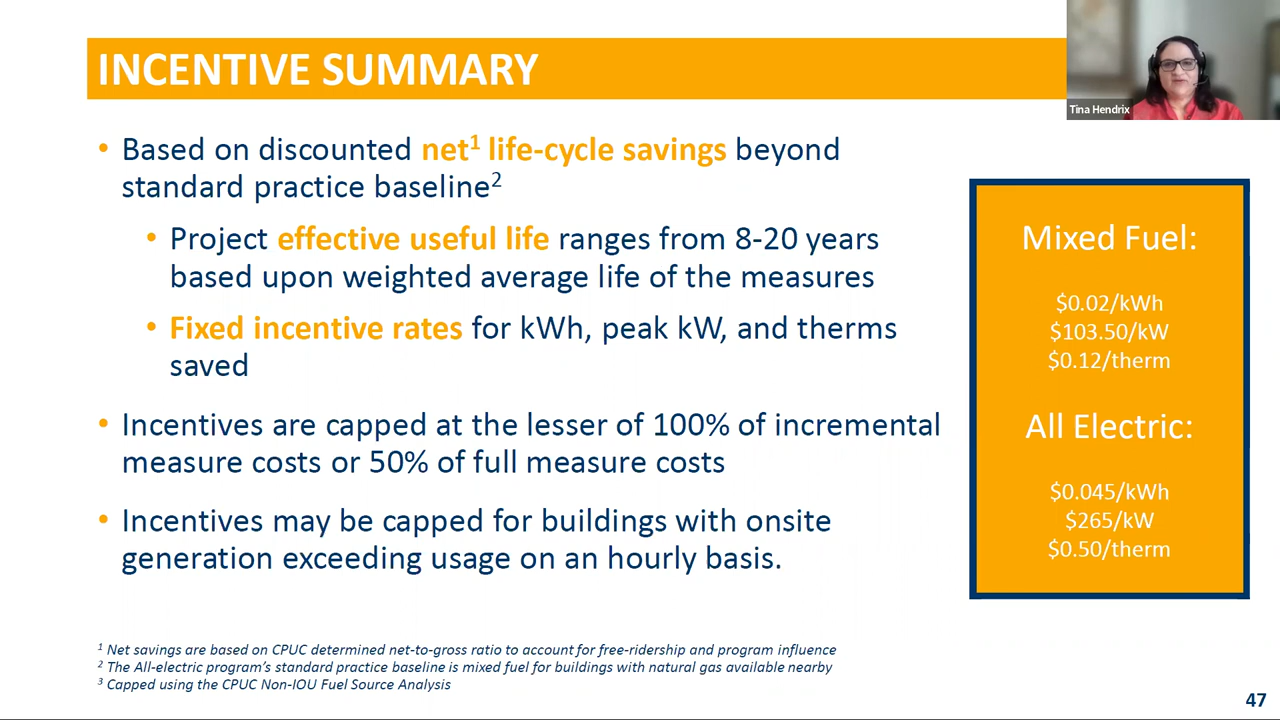 INCENTIVE SUMMARY
Tina Hendrix
• Based on discounted net¹ life-cycle savings beyond
standard practice baseline²
• Project effective useful life ranges from 8-20 years
based upon weighted average life of the measures
• Fixed incentive rates for kWh, peak kW, and therms
saved
• Incentives are capped at the lesser of 100% of incremental
measure costs or 50% of full measure costs
• Incentives may be capped for buildings with onsite
generation exceeding usage on an hourly basis.
Mixed Fuel:
$0.02/kWh
$103.50/kW
$0.12/therm
All Electric:
$0.045/kWh
$265/kW
$0.50/therm
¹ Net savings are based on CPUC determined net-to-gross ratio to account for free-ridership and program influence
² The All-electric program's standard practice baseline is mixed fuel for buildings with natural gas available nearby
³ Capped using the CPUC Non-IOU Fuel Source Analysis
47